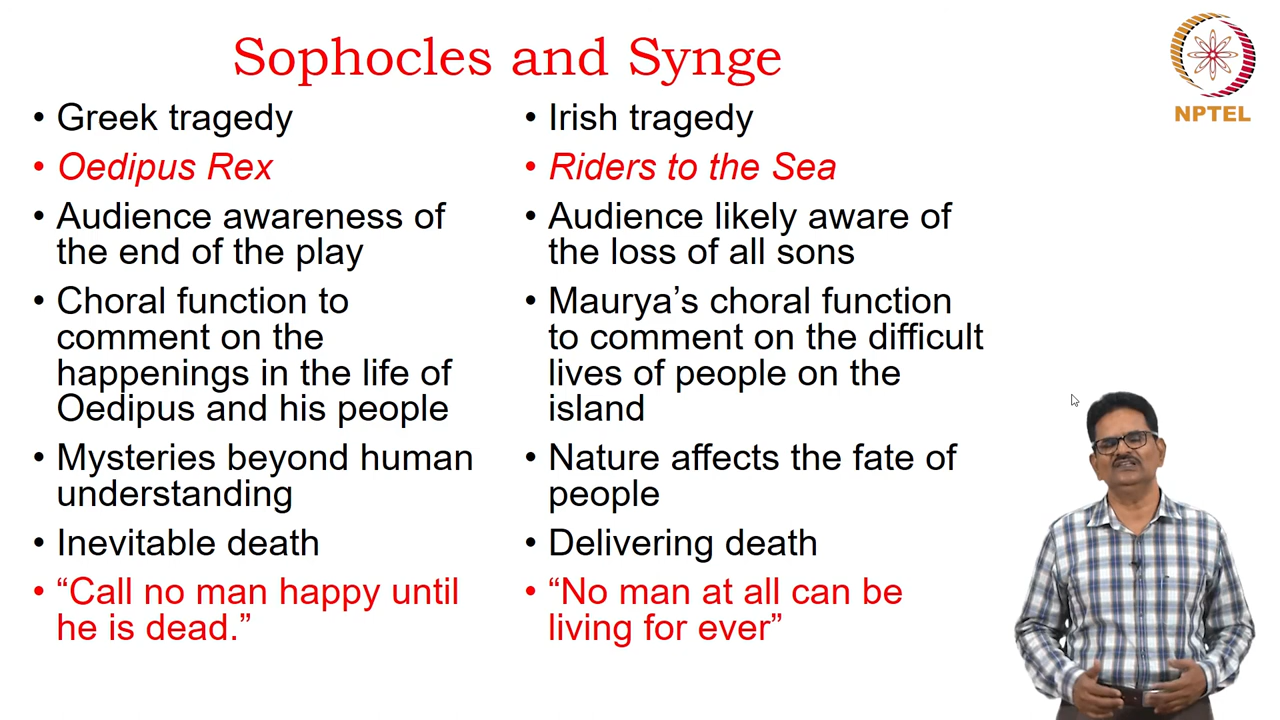 Sophocles and Synge
NPTEL
• Greek tragedy
• Oedipus Rex
• Audience awareness of
the end of the play
• Choral function to
comment on the
happenings in the life of
Oedipus and his people
• Mysteries beyond human
understanding
• Inevitable death
• “Call no man happy until
he is dead.”
• Irish tragedy
• Riders to the Sea
• Audience likely aware of
the loss of all sons
• Maurya’s choral function
to comment on the difficult
lives of people on the
island
• Nature affects the fate of
people
• Delivering death
• “No man at all can be
living for ever”